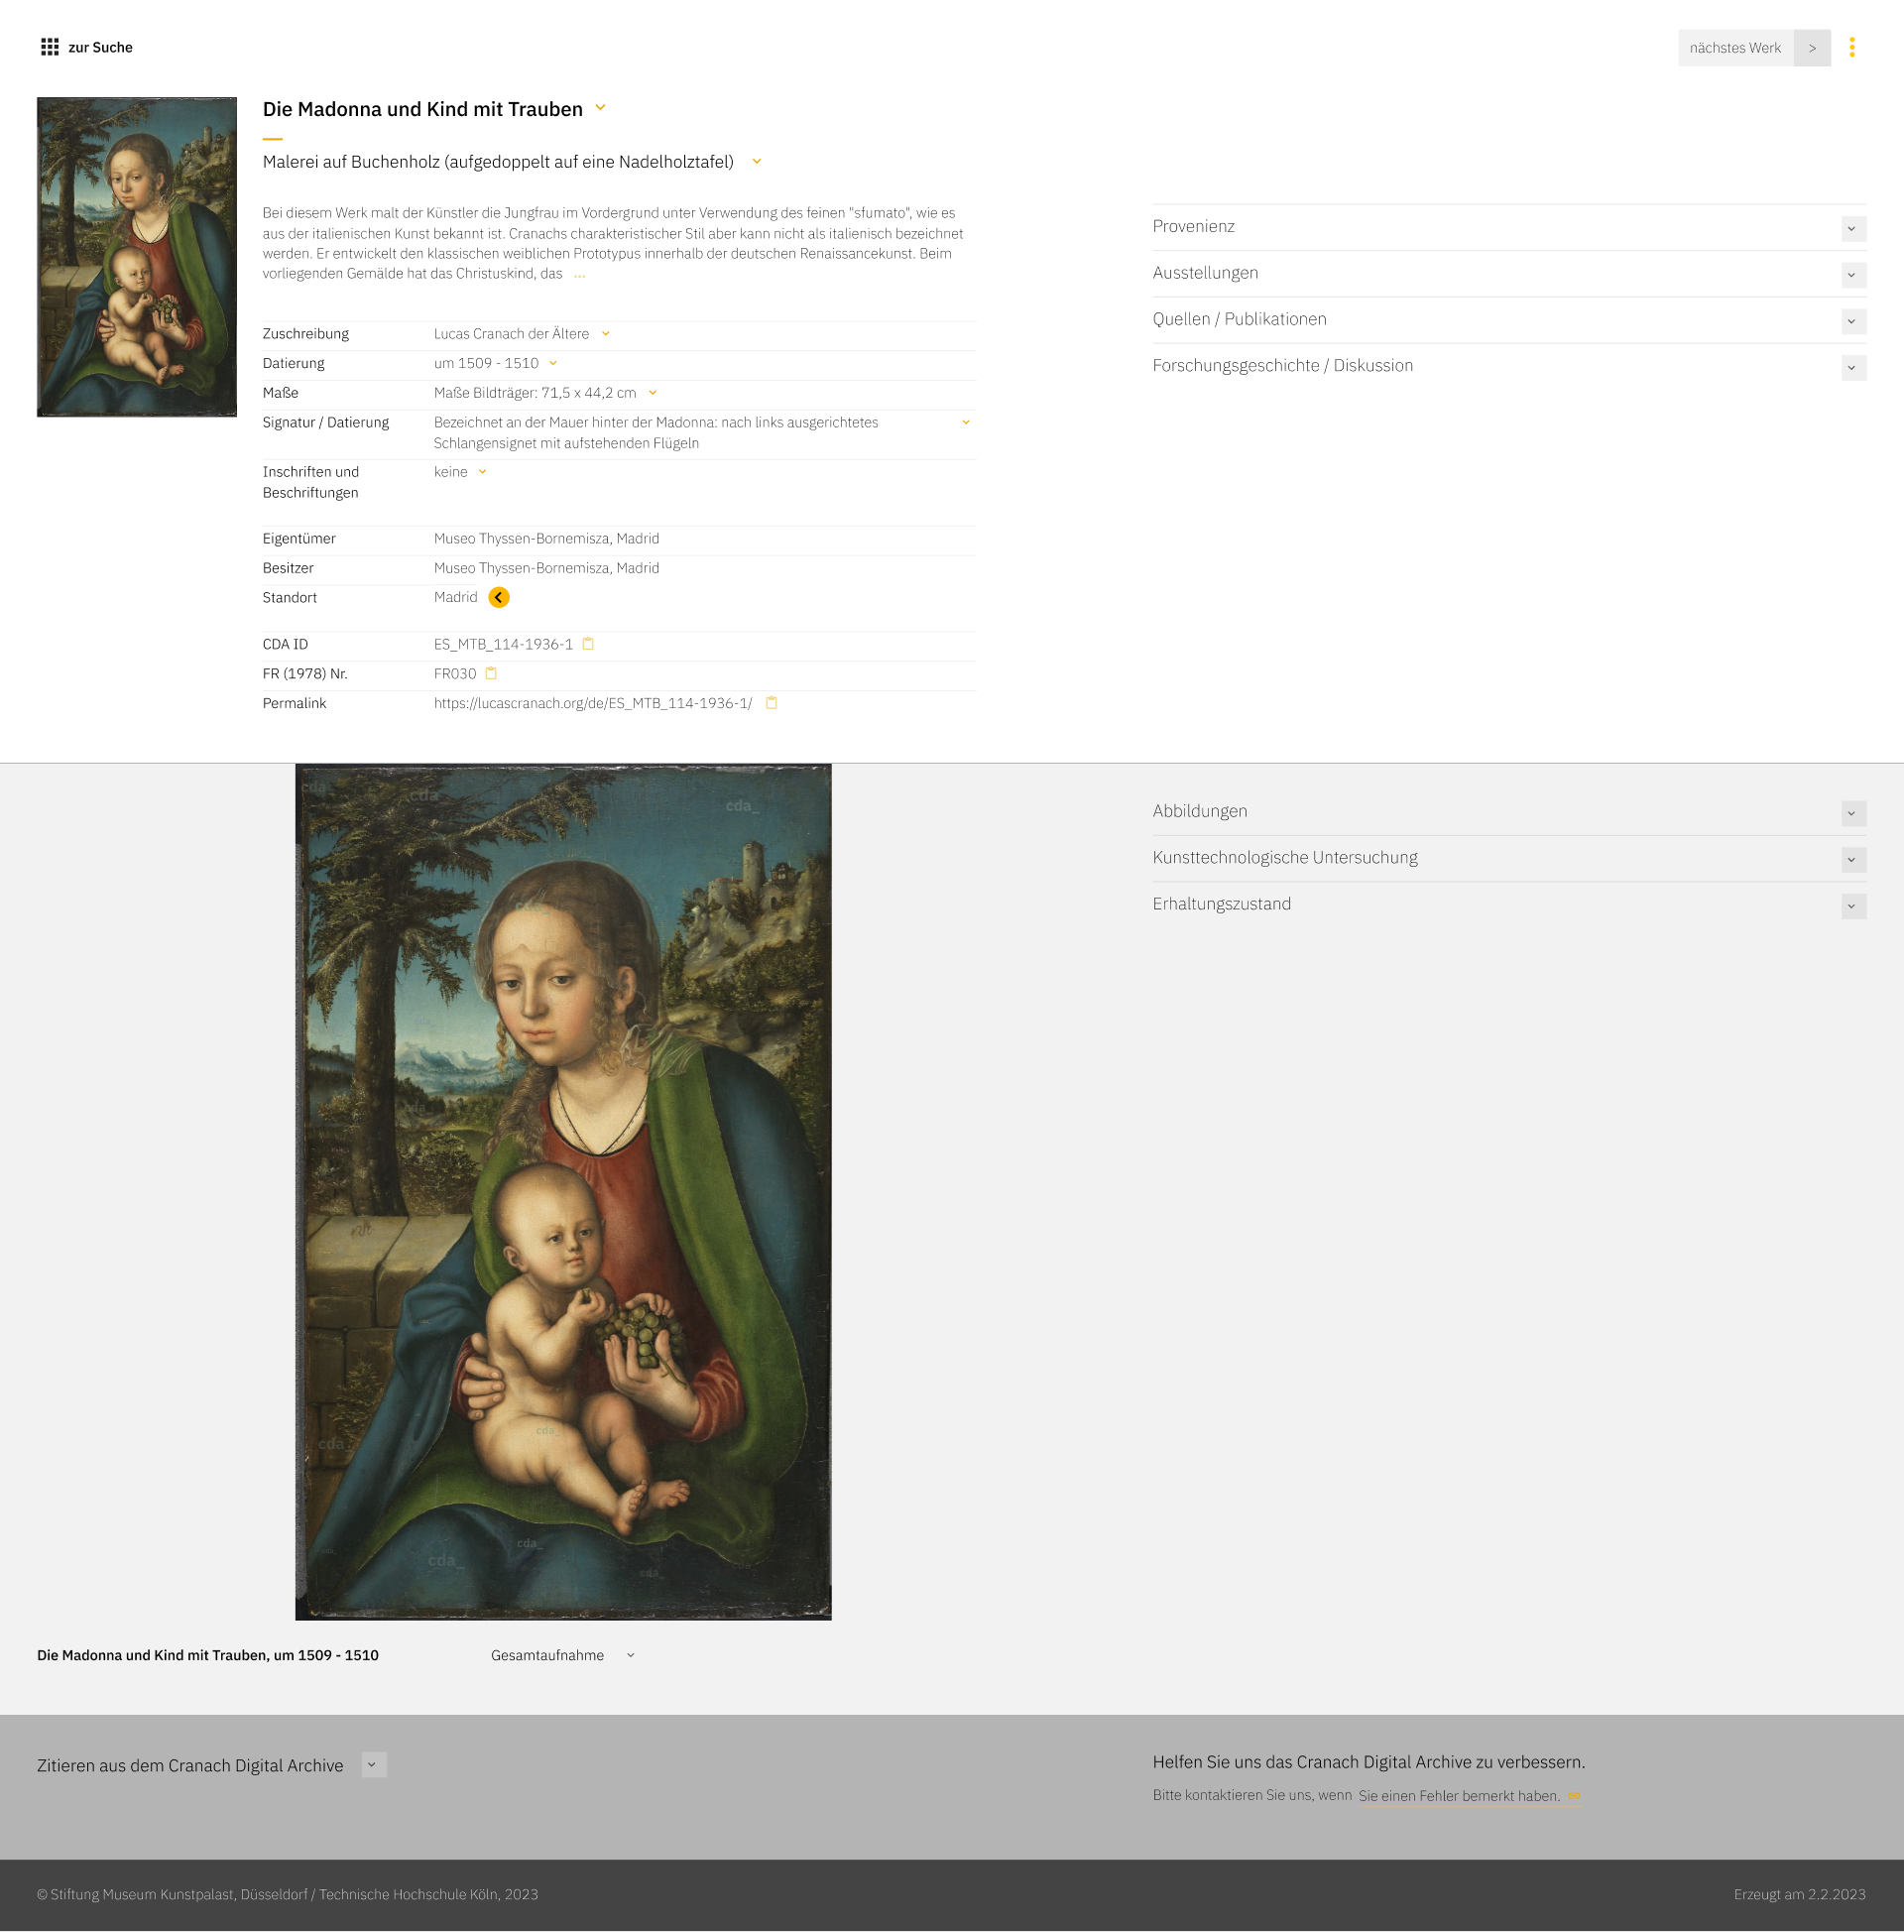 zur Suche
nächstes Werk >
Die Madonna und Kind mit Trauben
Malerei auf Buchenholz (aufgedoppelt auf eine Nadelholztafel)
Bei diesem Werk malt der Künstler die Jungfrau im Vordergrund unter Verwendung des feinen "sfumato", wie es
aus der italienischen Kunst bekannt ist. Cranachs charakteristischer Stil aber kann nicht als italienisch bezeichnet
werden. Er entwickelt den klassischen weiblichen Prototypus innerhalb der deutschen Renaissancekunst. Beim
vorliegenden Gemälde hat das Christuskind, das ...
Zuschreibung Lucas Cranach der Ältere
Datierung um 1509 - 1510
Maße Maße Bildträger: 71,5 x 44,2 cm
Signatur / Datierung Bezeichnet an der Mauer hinter der Madonna: nach links ausgerichtetes
Schlangensignet mit aufstehenden Flügeln
Inschriften und keine
Beschriftungen
Eigentümer Museo Thyssen-Bornemisza, Madrid
Besitzer Museo Thyssen-Bornemisza, Madrid
Standort Madrid
CDA ID ES_MTB_114-1936-1
FR (1978) Nr. FR030
Permalink https://lucascranach.org/de/ES_MTB_114-1936-1/
Provenienz
Ausstellungen
Quellen / Publikationen
Forschungsgeschichte / Diskussion
cda_
cda_
cda_
cda_
cda_
cda_
cda_
cda_
cda_
cda_
Abbildungen
Kunsttechnologische Untersuchung
Erhaltungszustand
Die Madonna und Kind mit Trauben, um 1509 - 1510
Gesamtaufnahme
Zitieren aus dem Cranach Digital Archive
Helfen Sie uns das Cranach Digital Archive zu verbessern.
Bitte kontaktieren Sie uns, wenn Sie einen Fehler bemerkt haben.
© Stiftung Museum Kunstpalast, Düsseldorf / Technische Hochschule Köln, 2023
Erzeugt am 2.2.2023